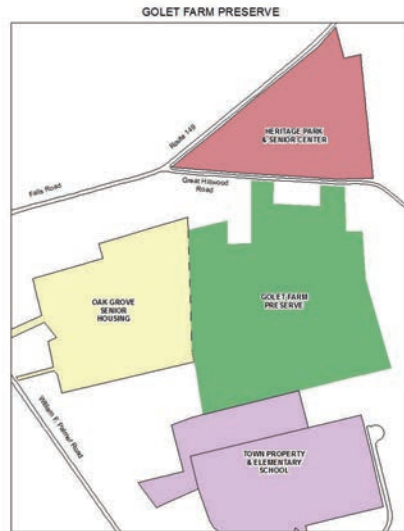 GOLET FARM PRESERVE
Route 149
HERITAGE PARK
& SENIOR CENTER
Falls Road
Great Hillwood
Road
OAK GROVE
SENIOR
HOUSING
GOLET FARM
PRESERVE
William F. Palmer Road
TOWN PROPERTY
& ELEMENTARY
SCHOOL